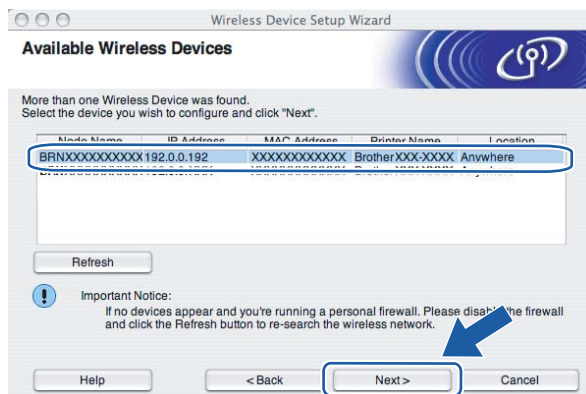 Wireless Device Setup Wizard
Available Wireless Devices
More than one Wireless Device was found.
Select the device you wish to configure and click "Next".
Node Name IP Address MAC Address Printer Name Location
BRNXXXXXXXXXX 192.0.0.192 XXXXXXXXXXXX Brother XXX-XXXX Anywhere
Refresh
Important Notice:
If no devices appear and you're running a personal firewall. Please disable the firewall
and click the Refresh button to re-search the wireless network.
Help
< Back
Next >
Cancel